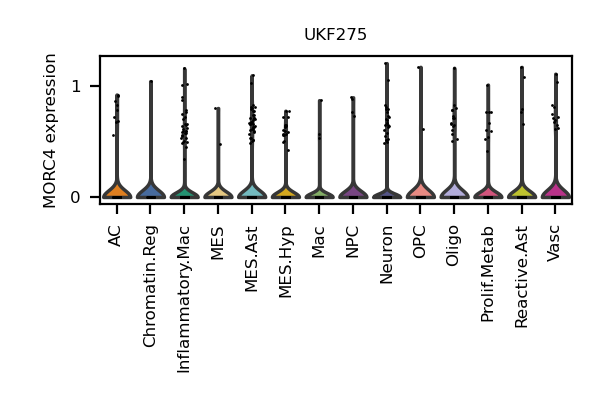 UKF275
MORC4 expression
1
0
AC
Chromatin.Reg
Inflammatory.Mac
MES
MES.Ast
MES.Hyp
Mac
NPC
Neuron
OPC
Oligo
Prolif.Metab
Reactive.Ast
Vasc